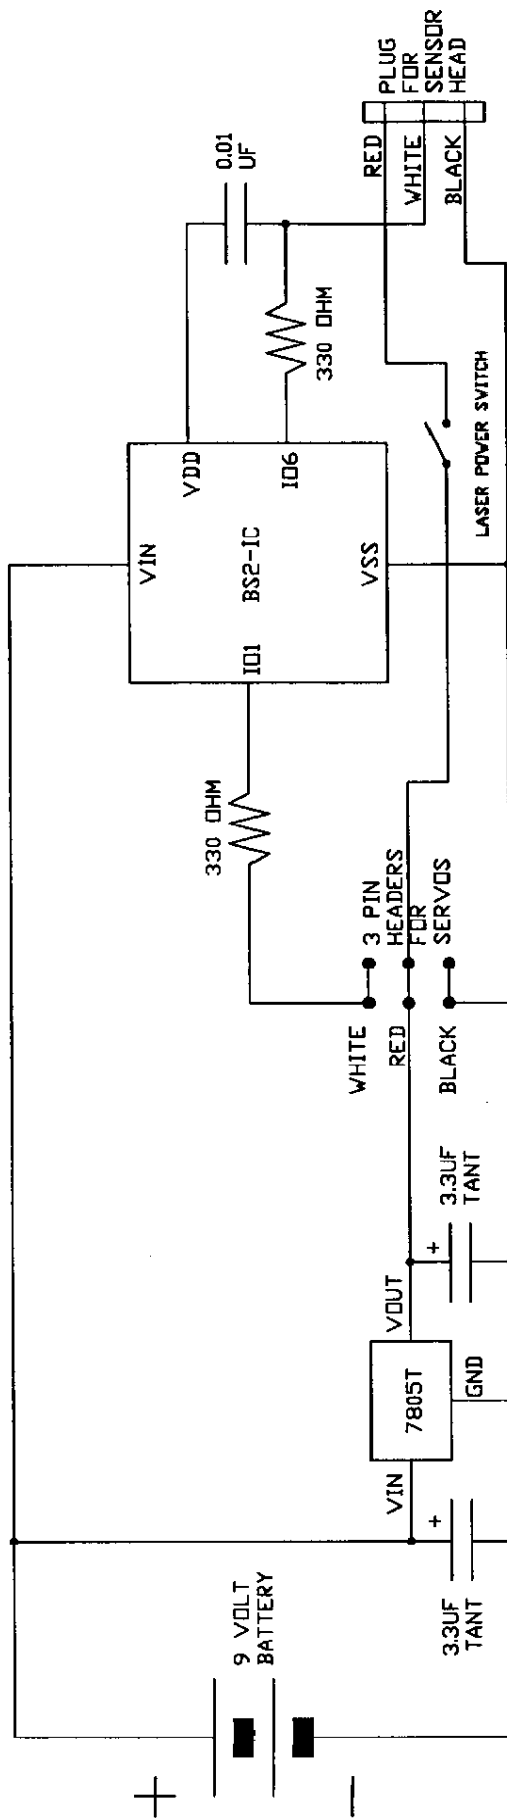 +
−
9 VOLT
BATTERY
3.3UF
TANT
+
VIN
7805T
VOUT
GND
+
3.3UF
TANT
WHITE
RED
BLACK
3 PIN
HEADERS
FOR
SERVOS
330 OHM
IO1
VIN
BS2-IC
VSS
VDD
IO6
330 OHM
0.01
UF
LASER POWER SWITCH
RED
WHITE
BLACK
PLUG
FOR
SENSOR
HEAD